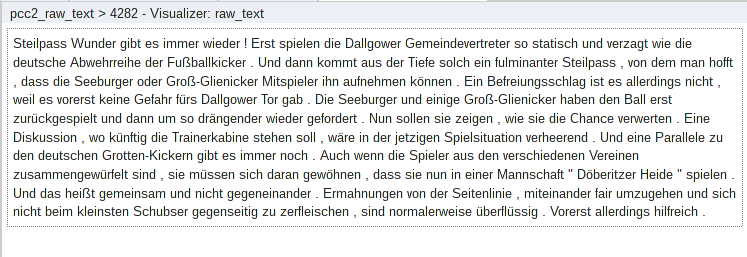 pcc2_raw_text > 4282 - Visualizer: raw_text
Steilpass Wunder gibt es immer wieder ! Erst spielen die Dallgower Gemeindevertreter so statisch und verzagt wie die
deutsche Abwehrreihe der Fußballkicker . Und dann kommt aus der Tiefe solch ein fulminanter Steilpass , von dem man hofft
, dass die Seeburger oder Groß-Glienicker Mitspieler ihn aufnehmen können . Ein Befreiungsschlag ist es allerdings nicht ,
weil es vorerst keine Gefahr fürs Dallgower Tor gab . Die Seeburger und einige Groß-Glienicker haben den Ball erst
zurückgespielt und dann um so drängender wieder gefordert . Nun sollen sie zeigen , wie sie die Chance verwerten . Eine
Diskussion , wo künftig die Trainerkabine stehen soll , wäre in der jetzigen Spielsituation verheerend . Und eine Parallele zu
den deutschen Grotten-Kickern gibt es immer noch . Auch wenn die Spieler aus den verschiedenen Vereinen
zusammengewürfelt sind , sie müssen sich daran gewöhnen , dass sie nun in einer Mannschaft " Döberitzer Heide " spielen .
Und das heißt gemeinsam und nicht gegeneinander . Ermahnungen von der Seitenlinie , miteinander fair umzugehen und sich
nicht beim kleinsten Schubser gegenseitig zu zerfleischen , sind normalerweise überflüssig . Vorerst allerdings hilfreich .